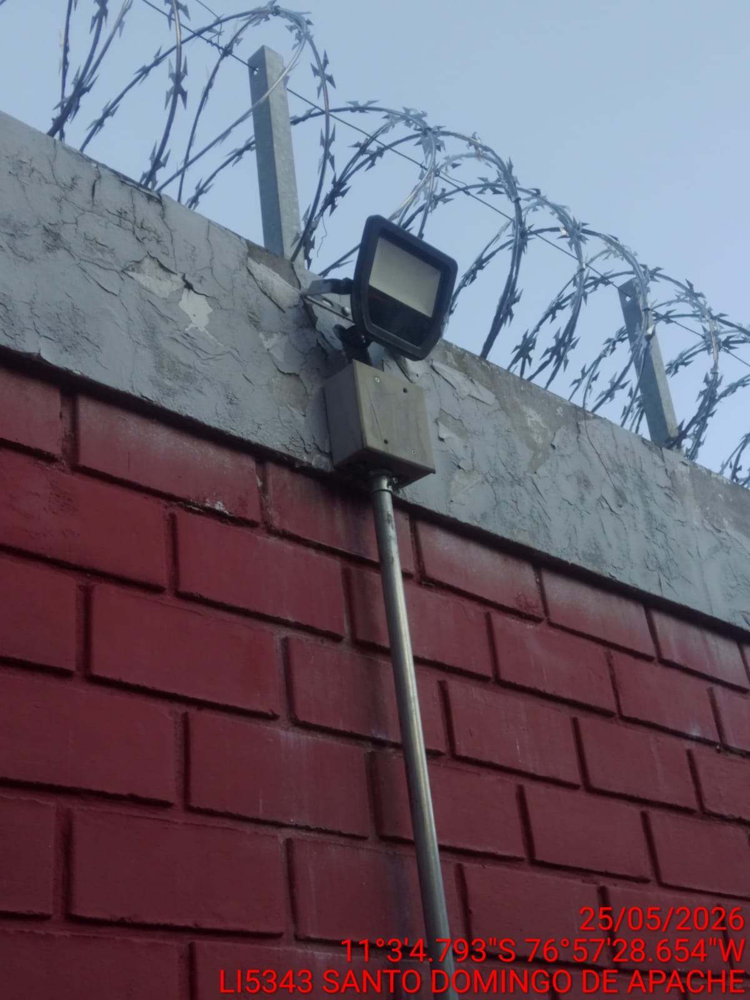 25/05/2026
11°3'4.793"S 76°57'28.654"W
LI5343 SANTO DOMINGO DE APACHE